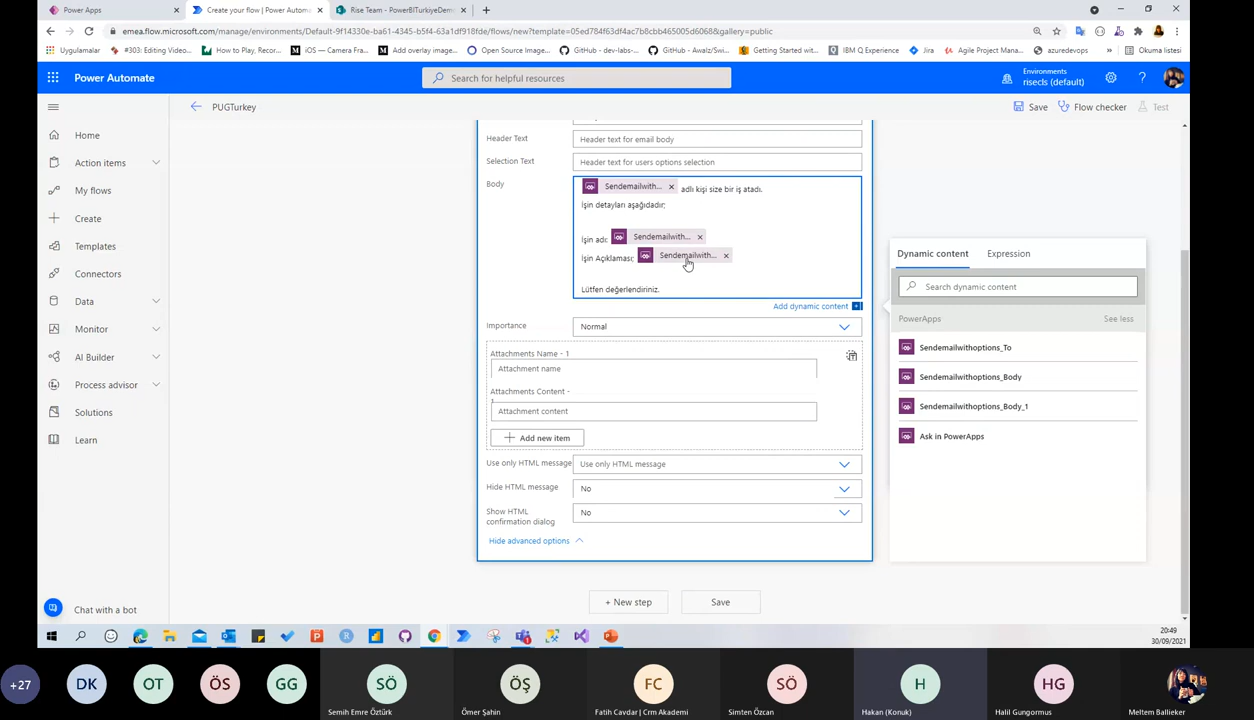 Power Apps
Create your flow | Power Autom
Rise Team - PowerBITurkiyeDem
emea.flow.microsoft.com/manage/environments/Default-9f14330e-ba61-4345-b5f4-63a1df918fde/flows/new?template=05ed784f63df4ac7b8cbb465005d6068&gallery=public
Uygulamalar
#303: Editing Video...
How to Play, Recor...
iOS — Camera Fram...
Add overlay image...
Open Source Image...
GitHub - dev-labs-...
GitHub - Awalz/Swi...
Getting Started wit...
IBM Q Experience
Jira
Agile Project Mana...
azuredevops
»
Okuma listesi
Power Automate
Search for helpful resources
Environments
risecls (default)
PUGTurkey
Save
Flow checker
Test
Home
Action items
My flows
Create
Templates
Connectors
Data
Monitor
AI Builder
Process advisor
Solutions
Learn
Chat with a bot
Header Text
Header text for email body
Selection Text
Header text for users options selection
Body
Sendemailwith... × adlı kişi size bir iş atadı.
İşin detayları aşağıdadır;
İşin adı: Sendemailwith... ×
İşin Açıklaması; Sendemailwith... ×
Lütfen değerlendiriniz.
Add dynamic content
Importance
Normal
Attachments Name - 1
Attachment name
Attachments Content -
1
Attachment content
Add new item
Use only HTML message
Use only HTML message
Hide HTML message
No
Show HTML
confirmation dialog
No
Hide advanced options
+ New step
Save
Dynamic content
Expression
Search dynamic content
PowerApps
See less
Sendemailwithoptions_To
Sendemailwithoptions_Body
Sendemailwithoptions_Body_1
Ask in PowerApps
20:49
30/09/2021
+27
DK
OT
ÖS
GG
SÖ
Semih Emre Öztürk
ÖŞ
Ömer Şahin
FC
Fatih Cavdar | Crm Akademi
SÖ
Simten Özcan
H
Hakan (Konuk)
HG
Halil Gungormus
Meltem Ballieker